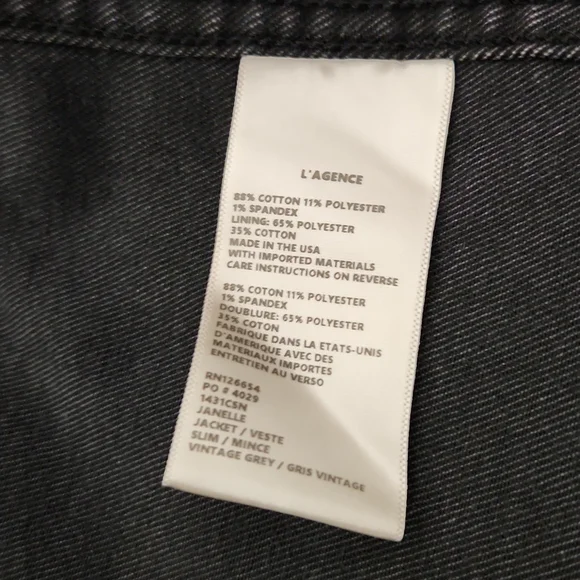 L'AGENCE
88% COTTON 11% POLYESTER
1% SPANDEX
LINING: 65% POLYESTER
35% COTTON
MADE IN THE USA
WITH IMPORTED MATERIALS
CARE INSTRUCTIONS ON REVERSE
88% COTON 11% POLYESTER
1% SPANDEX
DOUBLURE: 65% POLYESTER
35% COTON
FABRIQUE DANS LA ETATS-UNIS
D'AMERIQUE AVEC DES
MATERIAUX IMPORTES
ENTRETIEN AU VERSO
RN126654
PO # 4029
1431CSN
JANELLE
JACKET / VESTE
SLIM / MINCE
VINTAGE GREY / GRIS VINTAGE